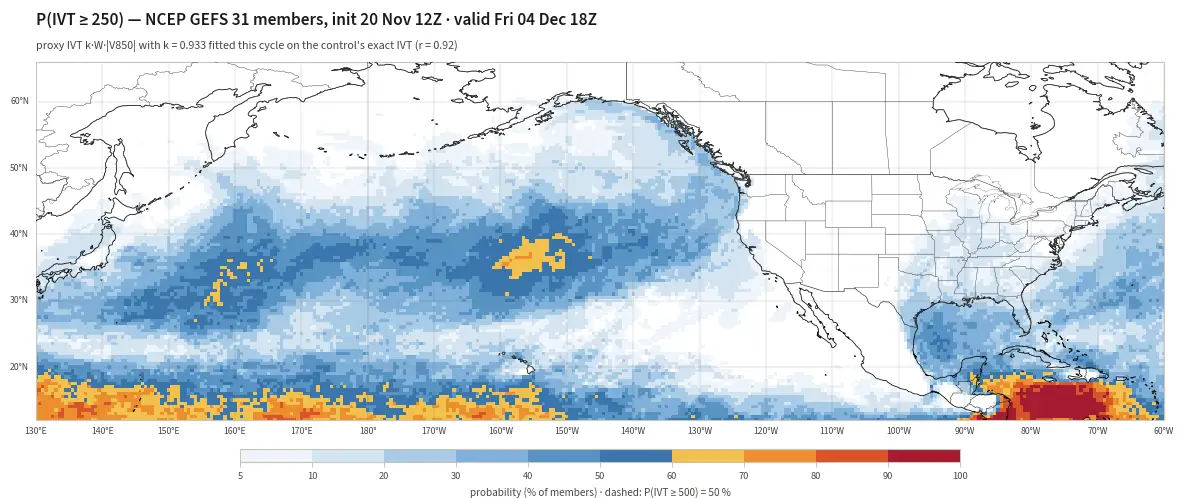 P(IVT ≥ 250) — NCEP GEFS 31 members, init 20 Nov 12Z · valid Fri 04 Dec 18Z
proxy IVT k·W·|V850| with k = 0.933 fitted this cycle on the control's exact IVT (r = 0.92)
60°N
50°N
40°N
30°N
20°N
130°E 140°E 150°E 160°E 170°E 180° 170°W 160°W 150°W 140°W 130°W 120°W 110°W 100°W 90°W 80°W 70°W 60°W
5 10 20 30 40 50 60 70 80 90 100
probability (% of members) · dashed: P(IVT ≥ 500) = 50 %